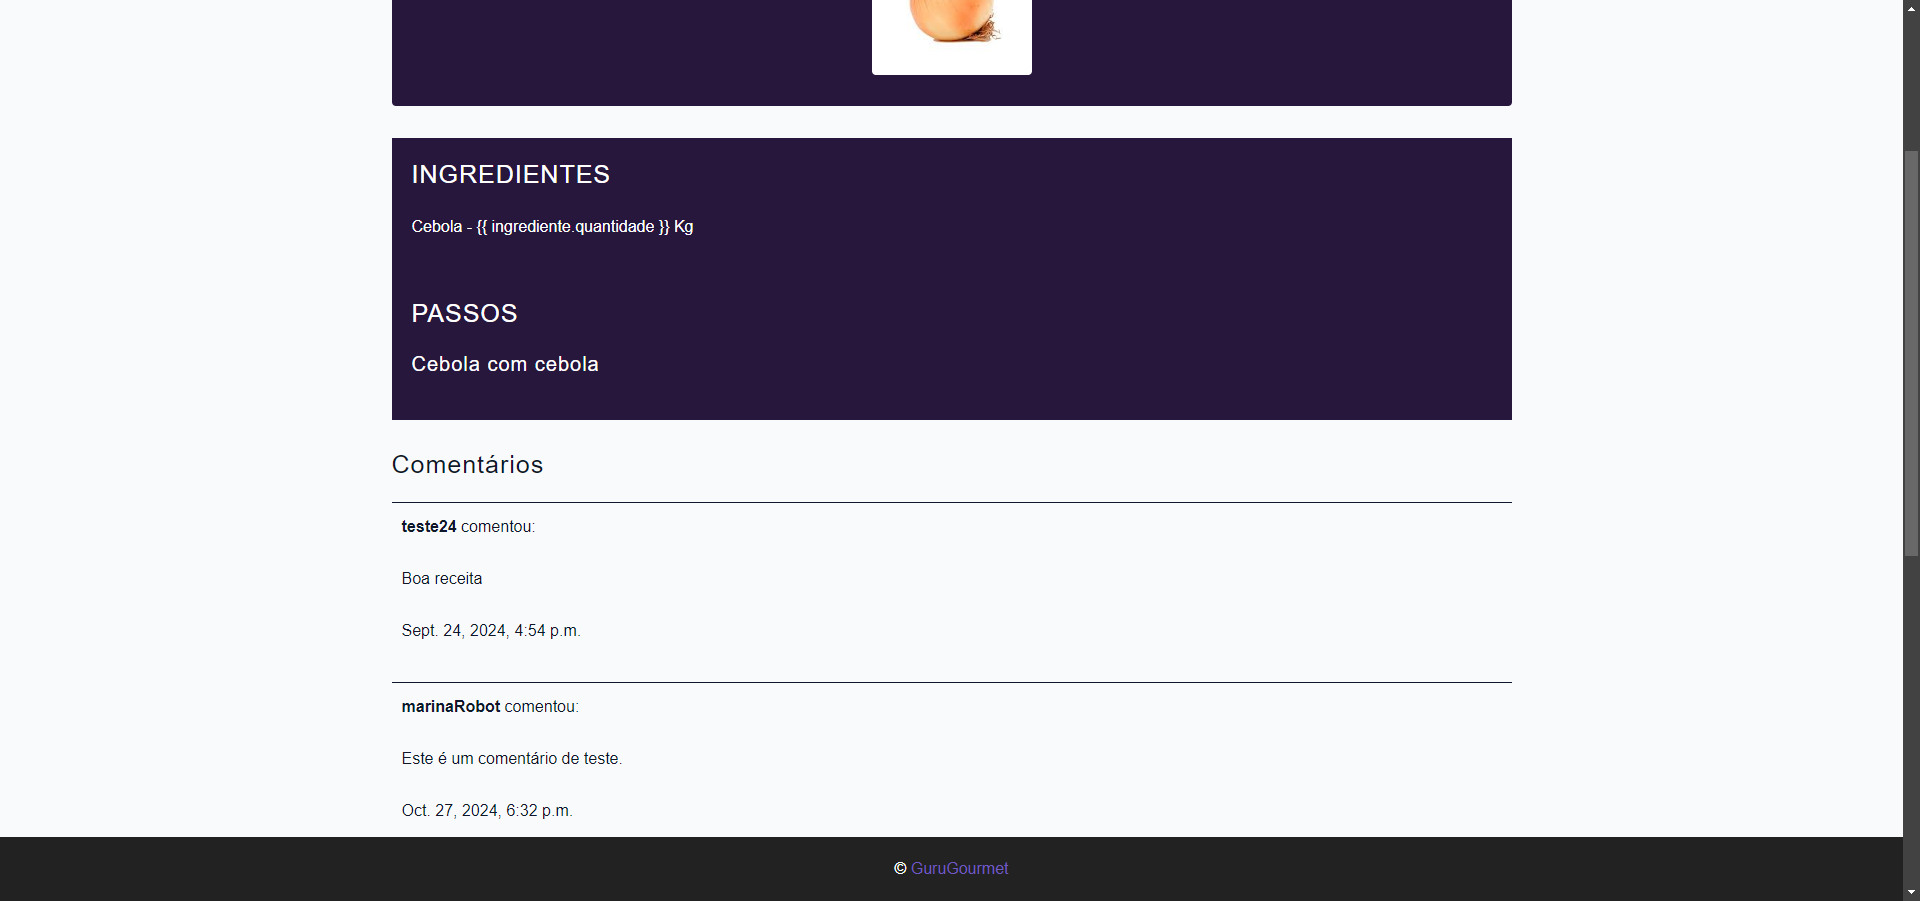 INGREDIENTES
Cebola - {{ ingrediente.quantidade }} Kg
PASSOS
Cebola com cebola
Comentários
teste24 comentou:
Boa receita
Sept. 24, 2024, 4:54 p.m.
marinaRobot comentou:
Este é um comentário de teste.
Oct. 27, 2024, 6:32 p.m.
© GuruGourmet